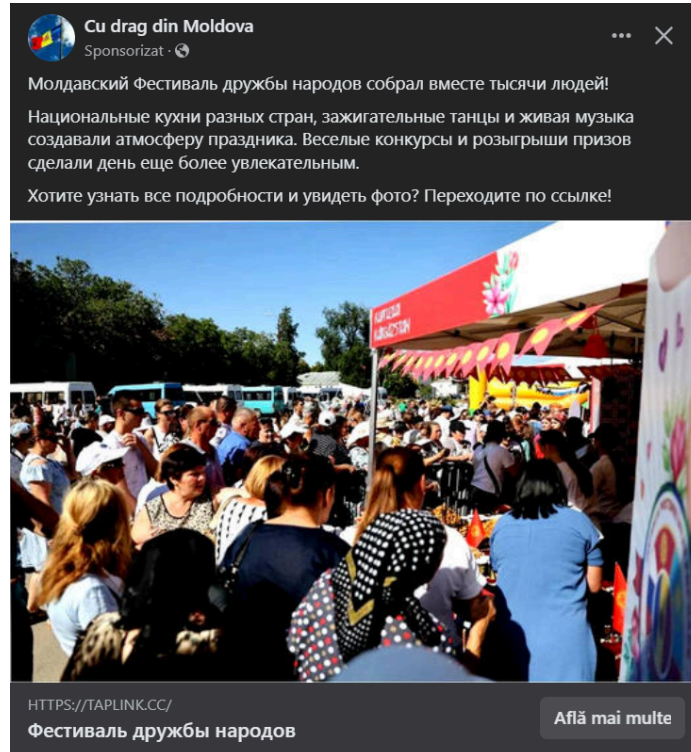 Cu drag din Moldova
Sponsorizat ·
Молдавский Фестиваль дружбы народов собрал вместе тысячи людей!
Национальные кухни разных стран, зажигательные танцы и живая музыка
создавали атмосферу праздника. Веселые конкурсы и розыгрыши призов
сделали день еще более увлекательным.
Хотите узнать все подробности и увидеть фото? Переходите по ссылке!
HTTPS://TAPLINK.CC/
Фестиваль дружбы народов
Află mai multe